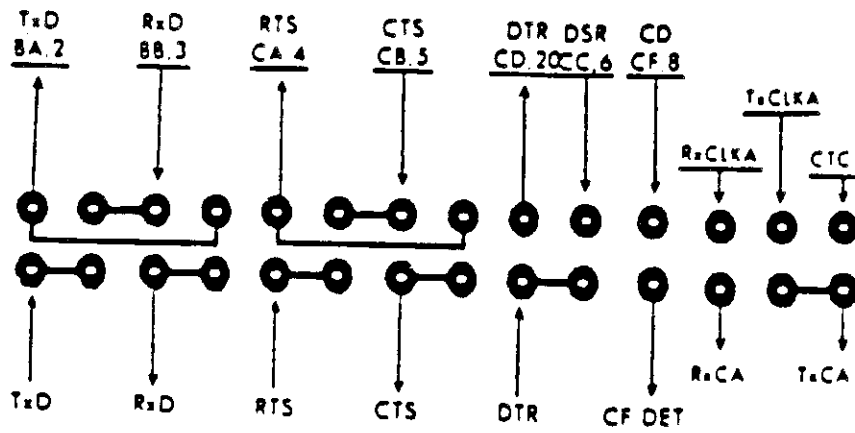 TxD RxD RTS CTS DTR DSR CD
BA.2 BB.3 CA.4 CB.5 CD.20 CC.6 CF.8
TxCLKA
RxCLKA CTC
RxCA TxCA
TxD RxD RTS CTS DTR CF DET